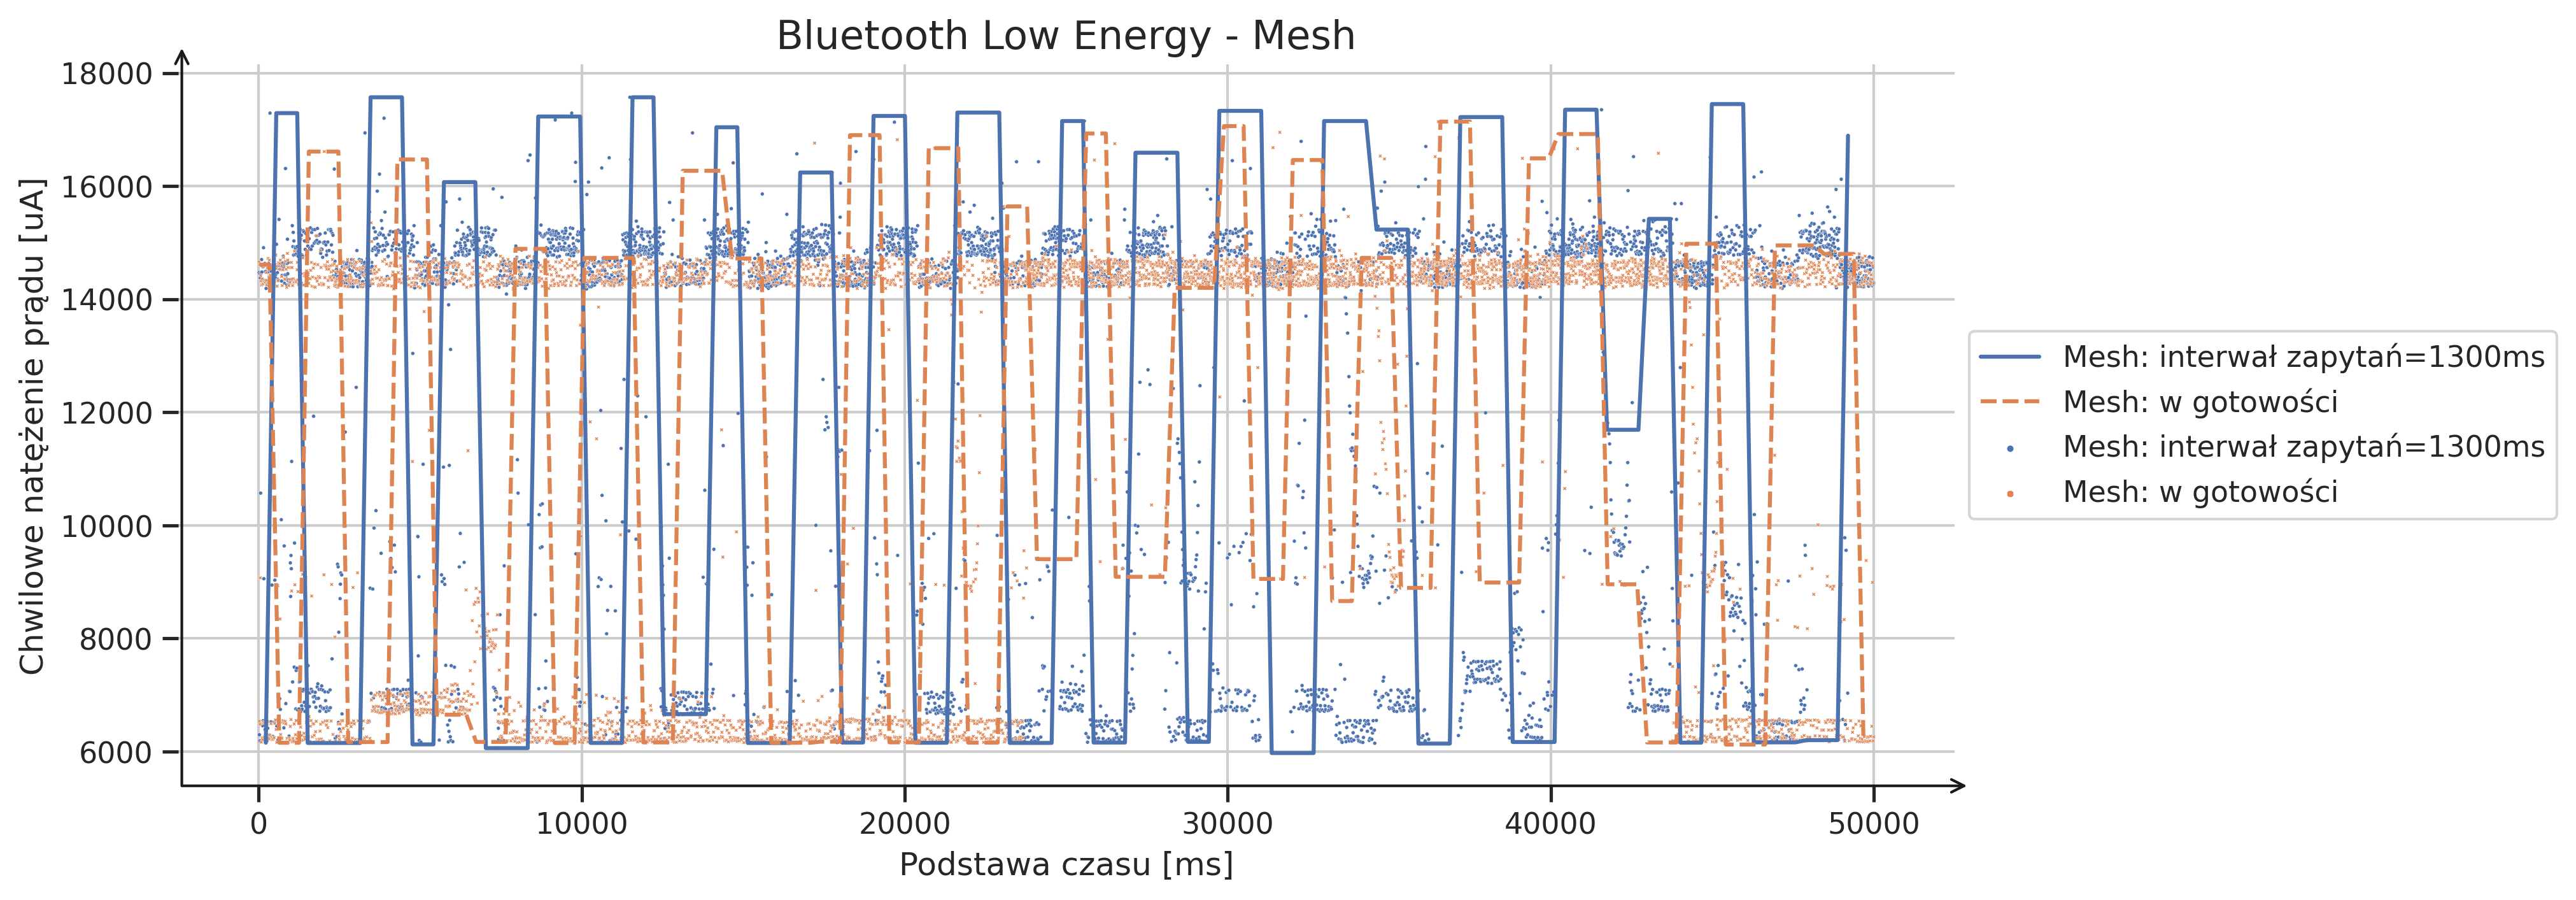 Bluetooth Low Energy - Mesh
Chwilowe natężenie prądu [uA]
18000
16000
14000
12000
10000
8000
6000
0
10000
20000
30000
40000
50000
Podstawa czasu [ms]
Mesh: interwał zapytań=1300ms
Mesh: w gotowości
Mesh: interwał zapytań=1300ms
Mesh: w gotowości